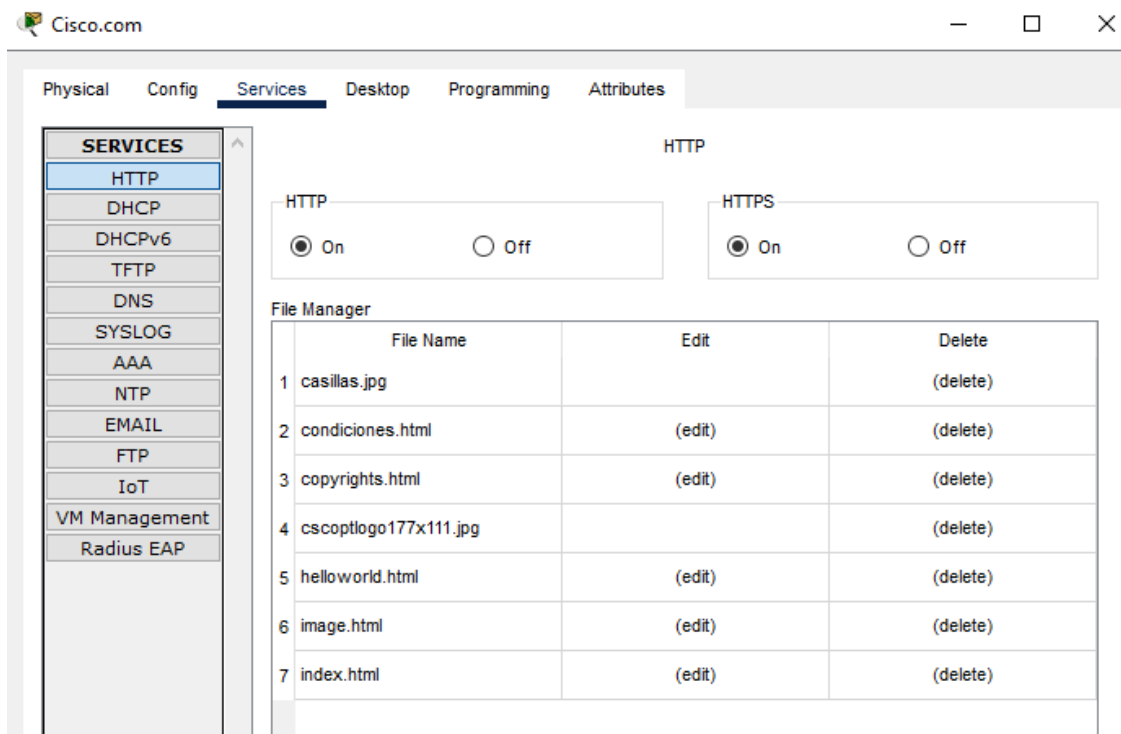 Cisco.com
Physical Config Services Desktop Programming Attributes
SERVICES
HTTP
DHCP
DHCPv6
TFTP
DNS
SYSLOG
AAA
NTP
EMAIL
FTP
IoT
VM Management
Radius EAP
HTTP
HTTP
On Off
HTTPS
On Off
File Manager
File Name Edit Delete
1 casillas.jpg (delete)
2 condiciones.html (edit) (delete)
3 copyrights.html (edit) (delete)
4 cscoptlogo177x111.jpg (delete)
5 helloworld.html (edit) (delete)
6 image.html (edit) (delete)
7 index.html (edit) (delete)